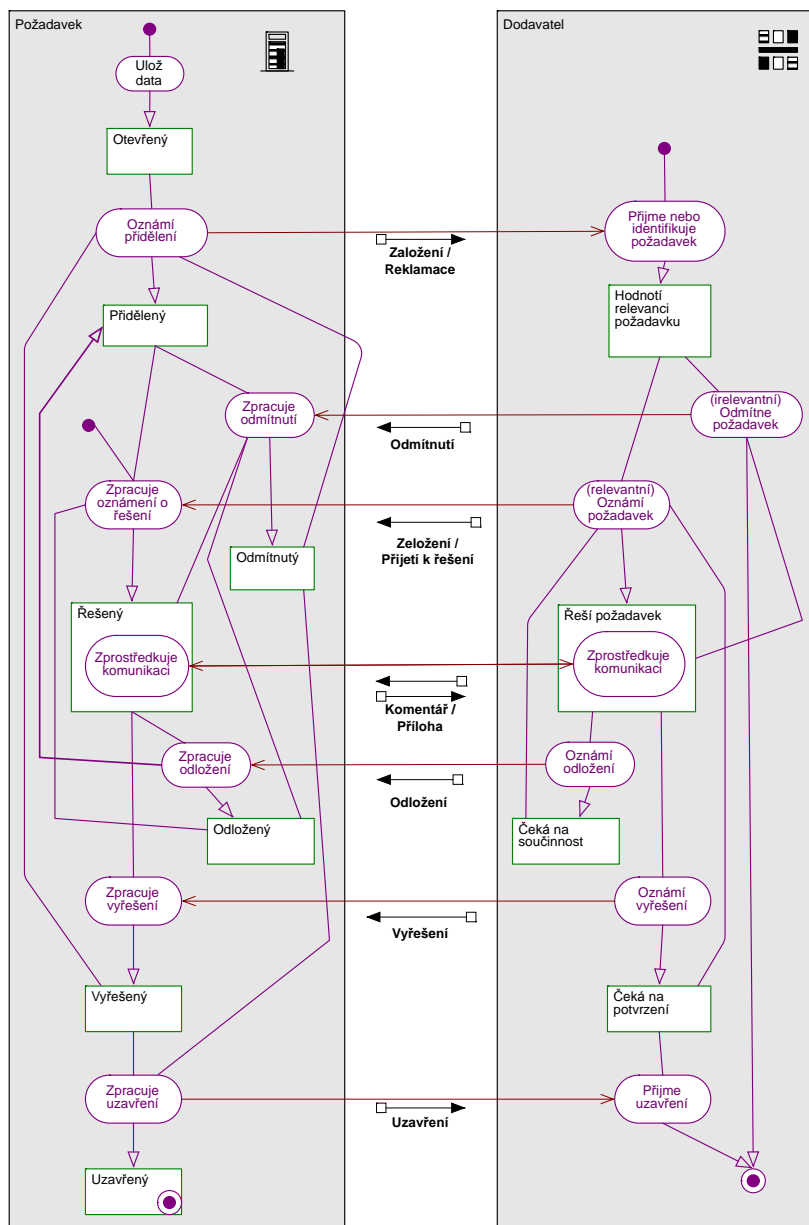 Požadavek
Dodavatel
Ulož
data
Otevřený
Oznámí
přidělení
Přijme nebo
identifikuje
požadavek
Založení /
Reklamace
Přidělený
Hodnotí
relevanci
požadavku
Zpracuje
odmítnutí
(irelevantní)
Odmítne
požadavek
Odmítnutí
Zpracuje
oznámení o
řešení
(relevantní)
Oznámí
požadavek
Zeložení /
Přijetí k řešení
Odmítnutý
Řešený
Řeší požadavek
Zprostředkuje
komunikaci
Zprostředkuje
komunikaci
Komentář /
Příloha
Zpracuje
odložení
Oznámí
odložení
Odložení
Odložený
Čeká na
součinnost
Zpracuje
vyřešení
Oznámí
vyřešení
Vyřešení
Vyřešený
Čeká na
potvrzení
Zpracuje
uzavření
Přijme
uzavření
Uzavření
Uzavřený